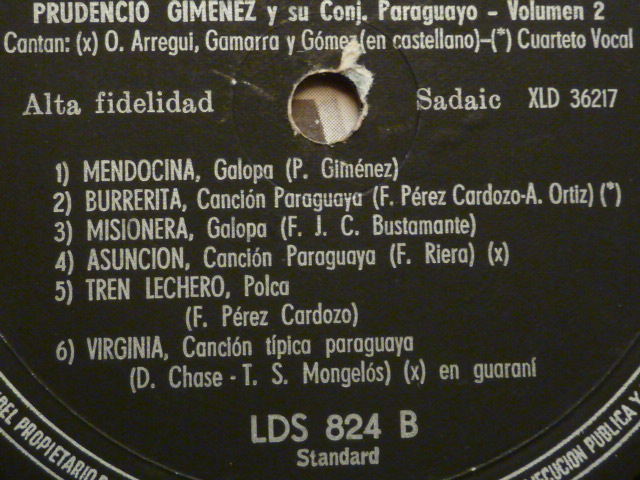 PRUDENCIO GIMENEZ y su Conj. Paraguayo - Volumen 2
Cantan: (x) O. Arregui, Gamarra y Gómez (en castellano)-(*) Cuarteto Vocal
Alta fidelidad
Sadaic XLD 36217
1) MENDOCINA, Galopa (P. Giménez)
2) BURRERITA, Canción Paraguaya (F. Pérez Cardozo-A. Ortiz) (*)
3) MISIONERA, Galopa (F. J. C. Bustamante)
4) ASUNCION, Canción Paraguaya (F. Riera) (x)
5) TREN LECHERO, Polca
(F. Pérez Cardozo)
6) VIRGINIA, Canción típica paraguaya
(D. Chase - T. S. Mongelós) (x) en guaraní
LDS 824 B
Standard
PROPIETARIO
PUBLICA Y